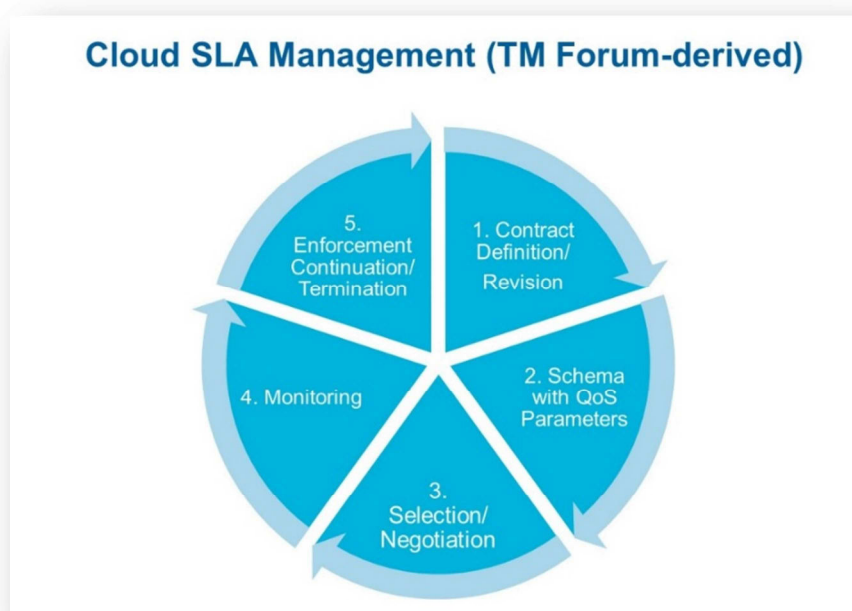 Cloud SLA Management (TM Forum-derived)
1. Contract
Definition/
Revision
2. Schema
with QoS
Parameters
3.
Selection/
Negotiation
4. Monitoring
5.
Enforcement
Continuation/
Termination